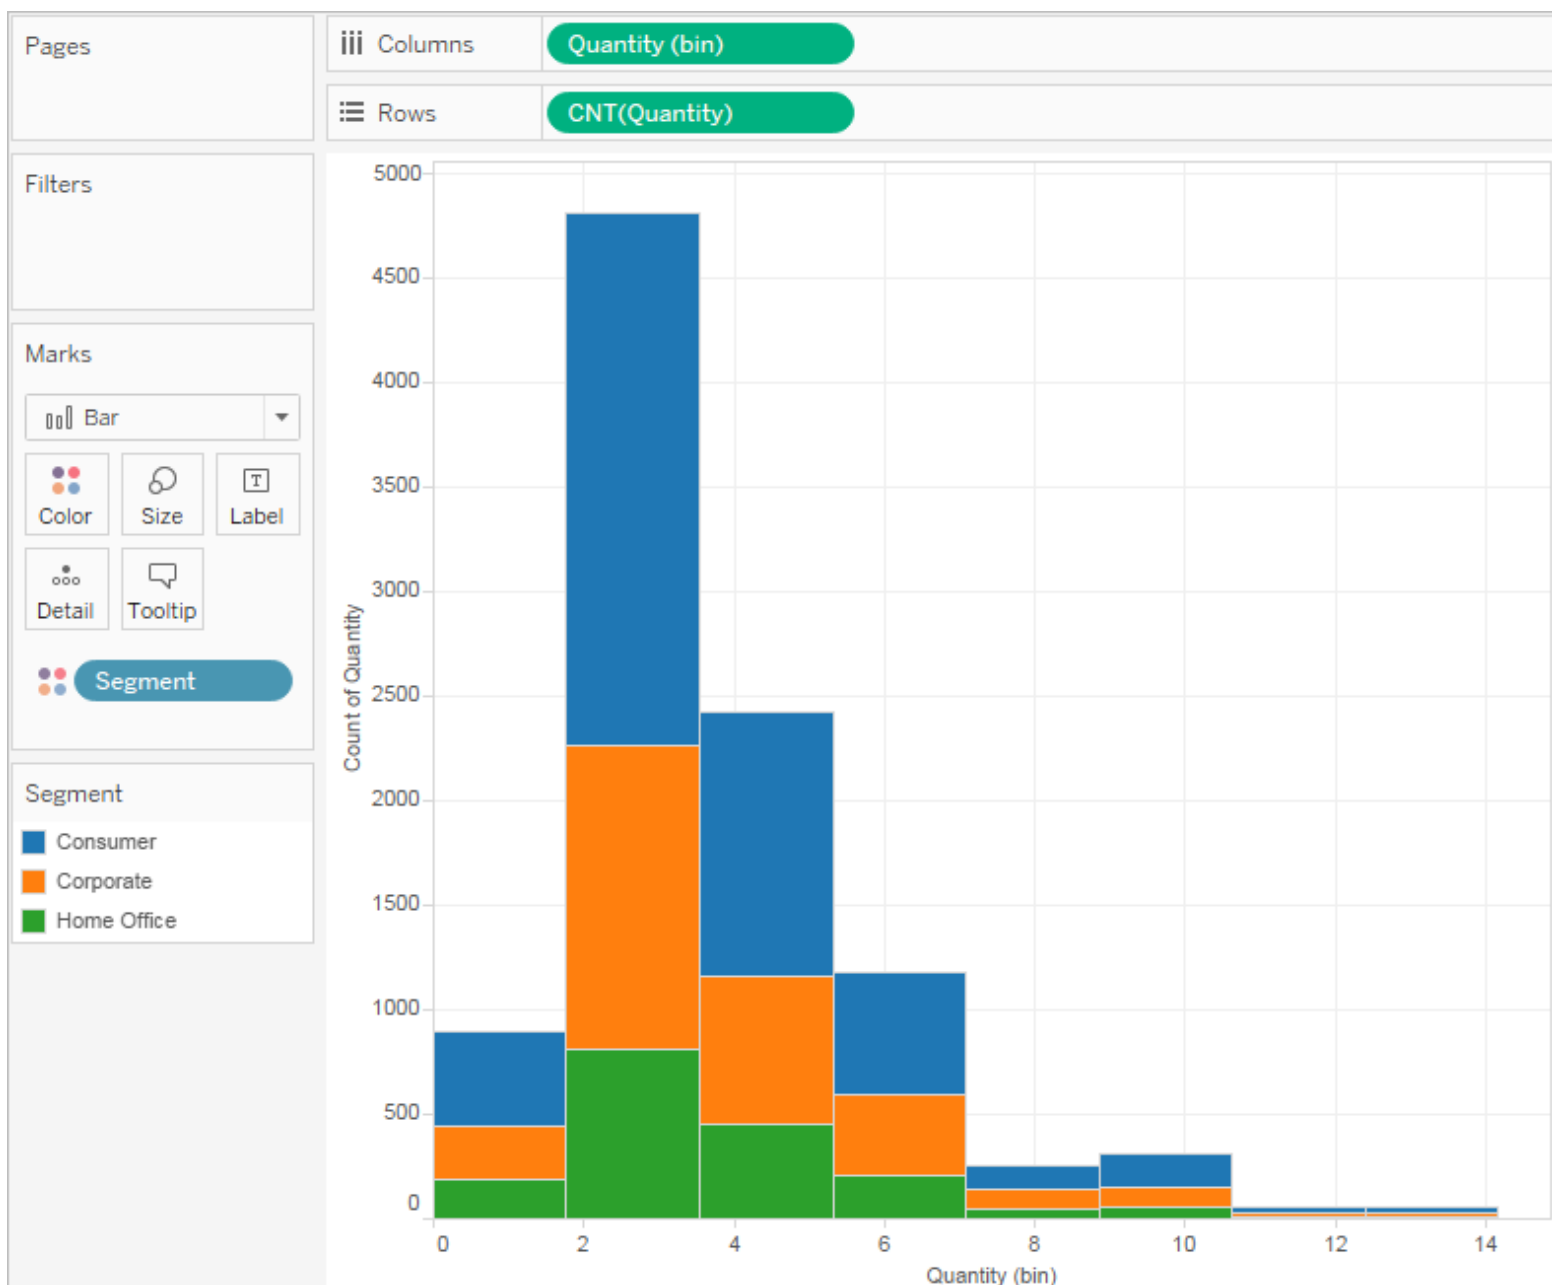 Pages
Columns
Quantity (bin)
Rows
CNT(Quantity)
Filters
Marks
Bar
Color
Size
T
Label
Detail
Tooltip
Segment
Segment
Consumer
Corporate
Home Office
Count of Quantity
5000
4500
4000
3500
3000
2500
2000
1500
1000
500
0
0 2 4 6 8 10 12 14
Quantity (bin)